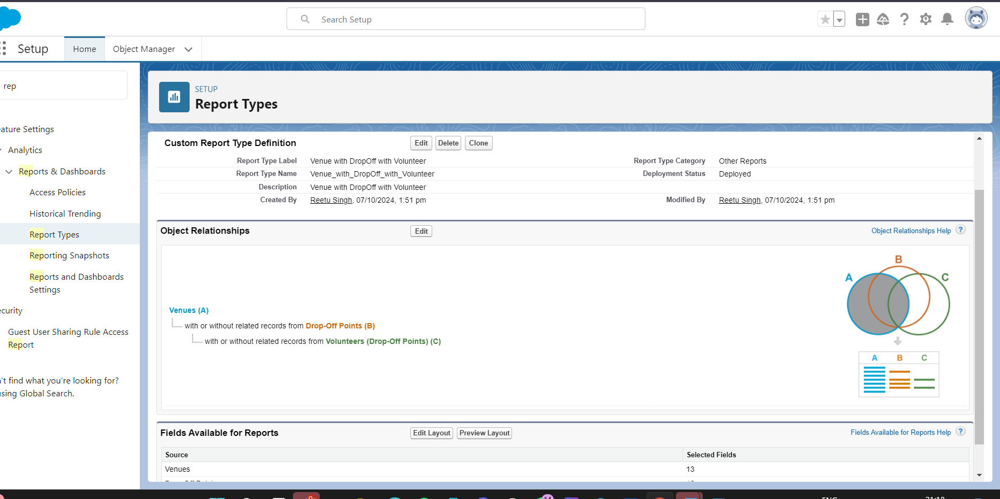 Search Setup
Setup
Home
Object Manager
rep
eature Settings
Analytics
Reports & Dashboards
Access Policies
Historical Trending
Report Types
Reporting Snapshots
Reports and Dashboards
Settings
ecurity
Guest User Sharing Rule Access
Report
't find what you're looking for?
sing Global Search.
SETUP
Report Types
Custom Report Type Definition
Edit
Delete
Clone
Report Type Label Venue with DropOff with Volunteer
Report Type Category Other Reports
Report Type Name Venue_with_DropOff_with_Volunteer
Deployment Status Deployed
Description Venue with DropOff with Volunteer
Created By Reetu Singh, 07/10/2024, 1:51 pm
Modified By Reetu Singh, 07/10/2024, 1:51 pm
Object Relationships
Edit
Object Relationships Help ?
Venues (A)
with or without related records from Drop-Off Points (B)
with or without related records from Volunteers (Drop-Off Points) (C)
B
A
C
A B C
Fields Available for Reports
Edit Layout
Preview Layout
Fields Available for Reports Help ?
Source Selected Fields
Venues 13
14